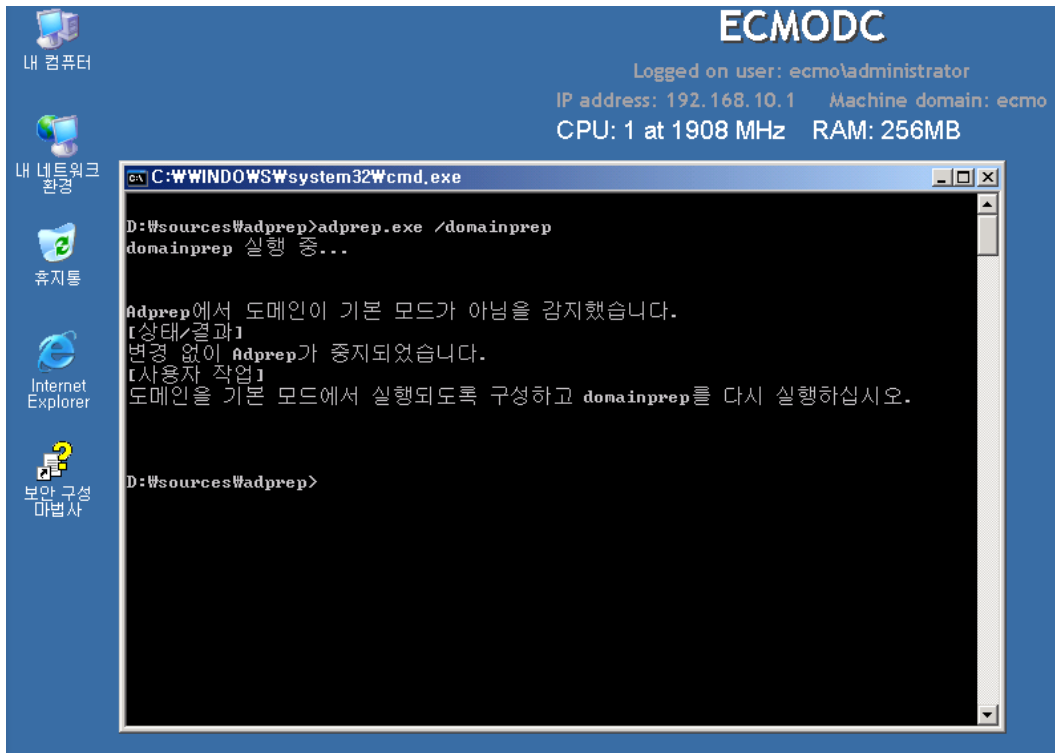 내 컴퓨터
ECMODC
Logged on user: ecmo\administrator
IP address: 192.168.10.1 Machine domain: ecmo
CPU: 1 at 1908 MHz RAM: 256MB
내 네트워크
환경
휴지통
Internet
Explorer
보안 구성
마법사
C:₩WINDOWS₩system32₩cmd.exe
D:₩sources₩adprep>adprep.exe /domainprep
domainprep 실행 중...
Adprep에서 도메인이 기본 모드가 아님을 감지했습니다.
[상태/결과]
변경 없이 Adprep가 중지되었습니다.
[사용자 작업]
도메인을 기본 모드에서 실행되도록 구성하고 domainprep를 다시 실행하십시오.
D:₩sources₩adprep>